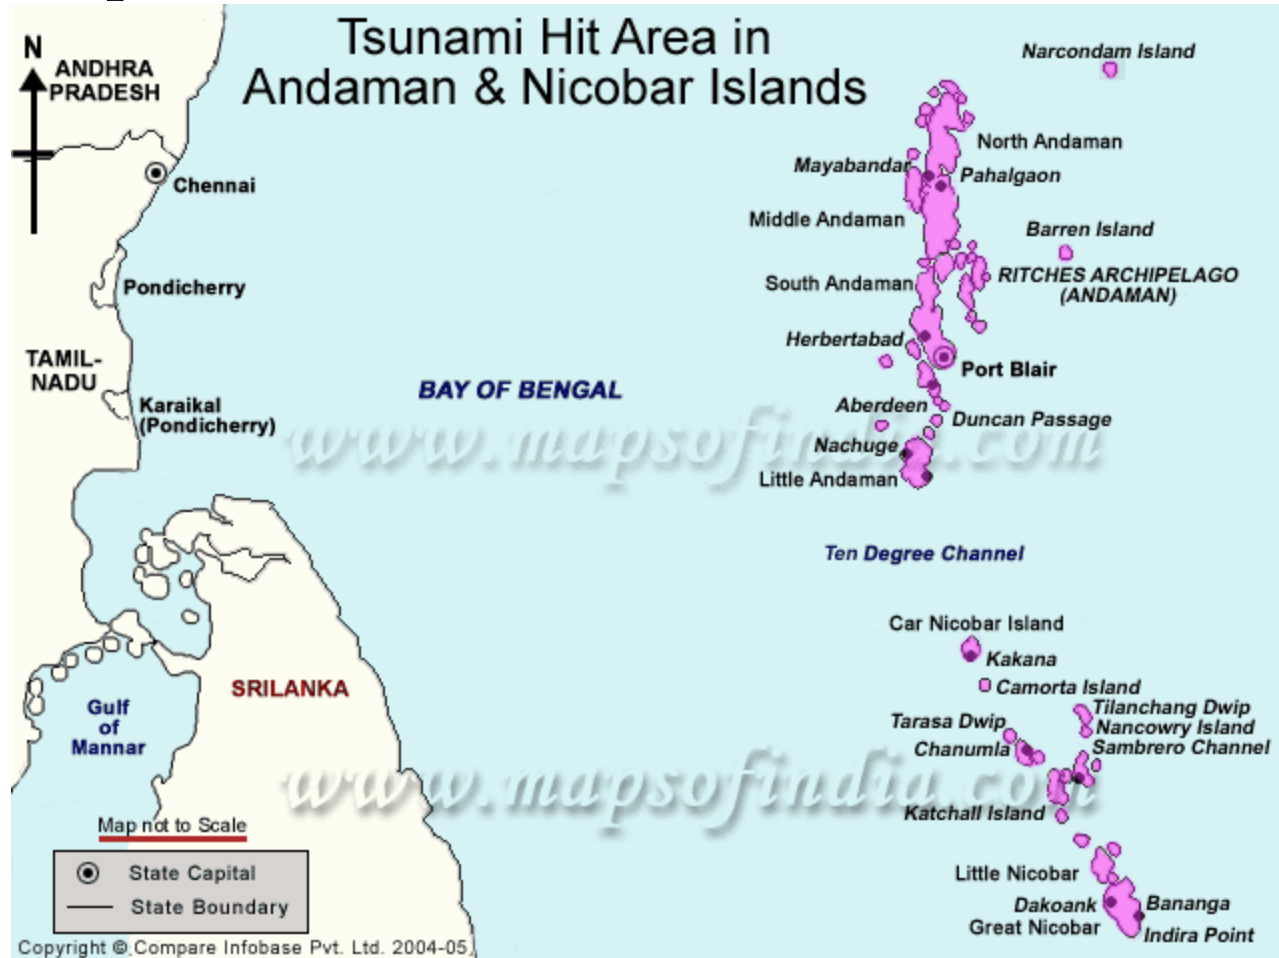 Tsunami Hit Area in
Andaman & Nicobar Islands
N
ANDHRA
PRADESH
Chennai
Pondicherry
TAMIL-
NADU
Karaikal
(Pondicherry)
BAY OF BENGAL
Narcondam Island
North Andaman
Mayabandar
Pahalgaon
Middle Andaman
Barren Island
RITCHES ARCHIPELAGO
(ANDAMAN)
South Andaman
Herbertabad
Port Blair
Aberdeen
Duncan Passage
Nachuge
Little Andaman
www.mapsofindia.com
Ten Degree Channel
Car Nicobar Island
Kakana
Camorta Island
Tilanchang Dwip
Tarasa Dwip
Nancowry Island
Chanumla
Sambrero Channel
SRILANKA
Gulf
of
Mannar
www.mapsofindia.com
Katchall Island
Little Nicobar
Dakoank
Bananga
Great Nicobar
Indira Point
Map not to Scale
State Capital
State Boundary
Copyright © Compare Infobase Pvt. Ltd. 2004-05